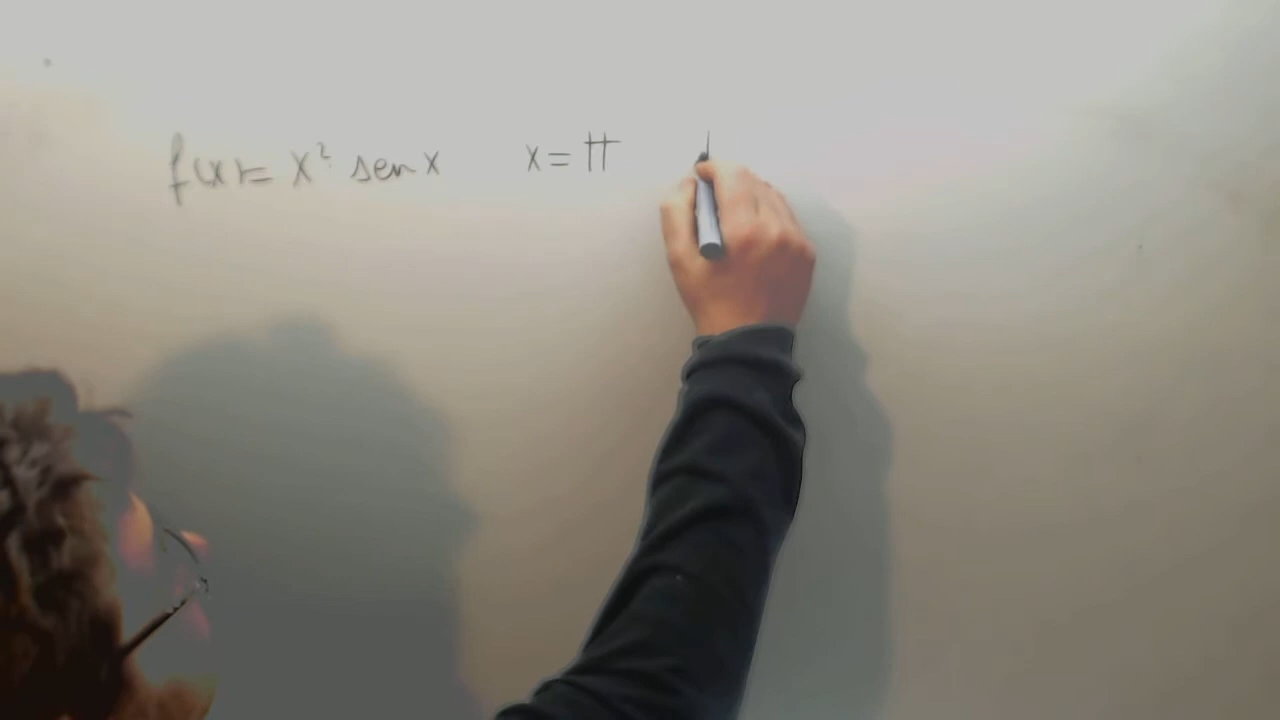 f(x)= x² sen x x = π